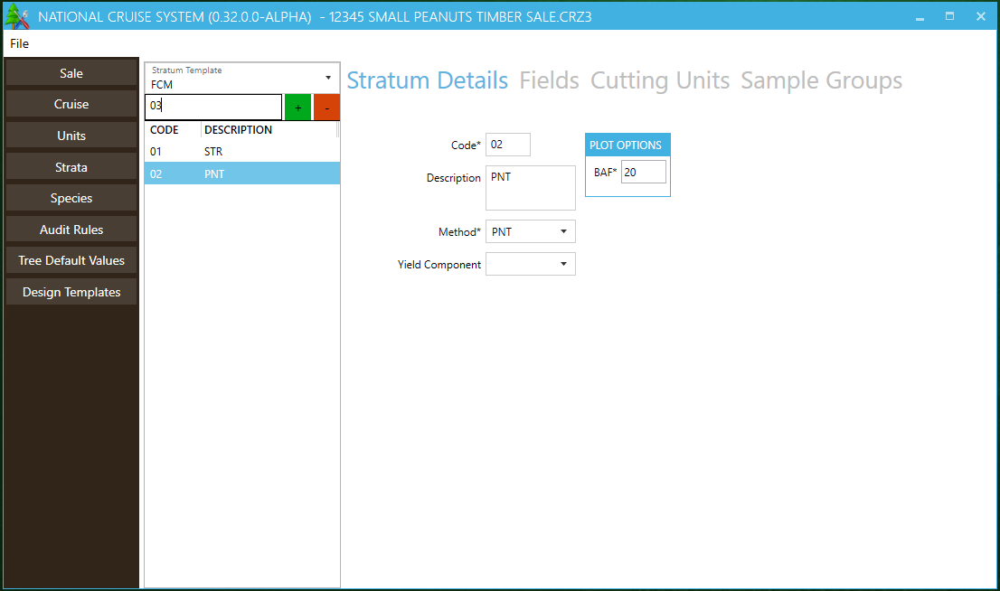 NATIONAL CRUISE SYSTEM (0.32.0.0-ALPHA) - 12345 SMALL PEANUTS TIMBER SALE.CRZ3
File
Sale
Cruise
Units
Strata
Species
Audit Rules
Tree Default Values
Design Templates
Stratum Template
FCM
03
+ -
CODE DESCRIPTION
01 STR
02 PNT
Stratum Details Fields Cutting Units Sample Groups
Code* 02
Description PNT
Method* PNT
Yield Component
PLOT OPTIONS
BAF* 20